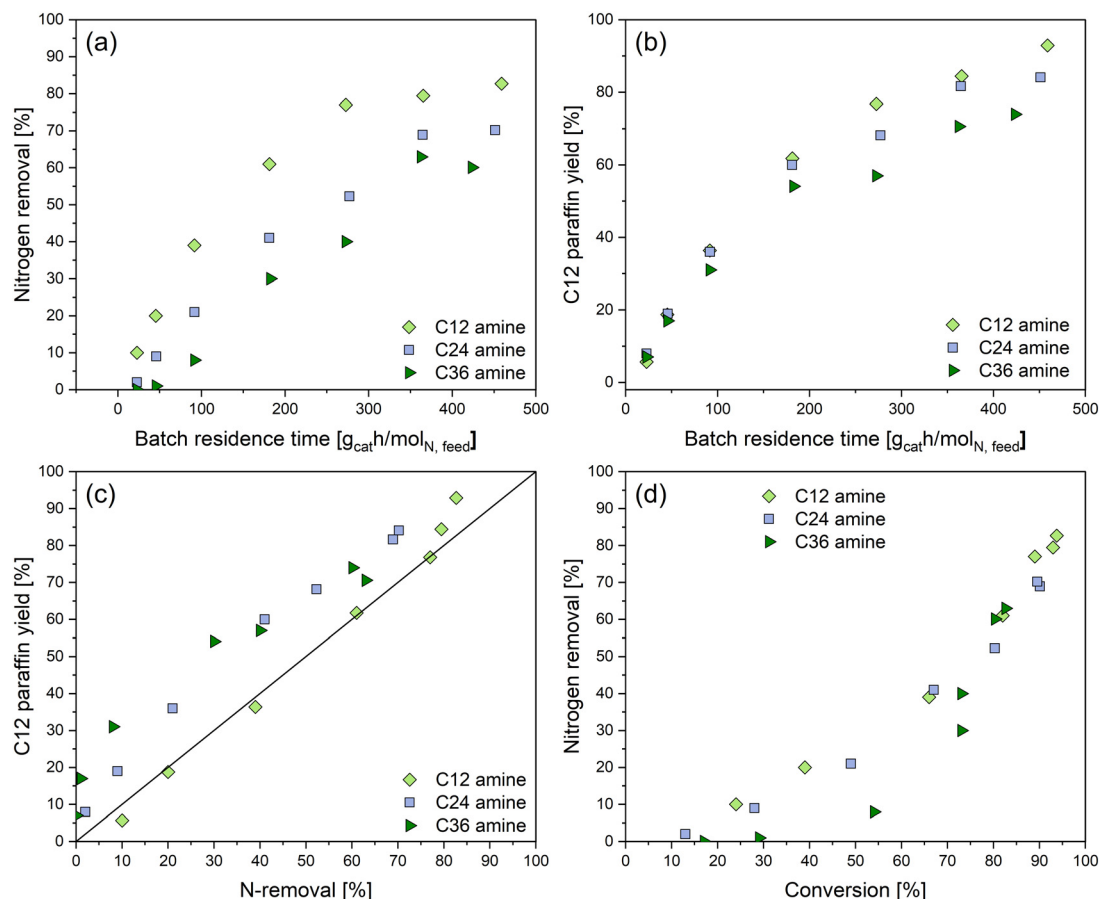 (a)
Nitrogen removal [%]
100
90
80
70
60
50
40
30
20
10
0
0 100 200 300 400 500
Batch residence time [g_cat h/mol_N, feed]
C12 amine
C24 amine
C36 amine
(b)
C12 paraffin yield [%]
100
80
60
40
20
0
0 100 200 300 400 500
Batch residence time [g_cat h/mol_N, feed]
C12 amine
C24 amine
C36 amine
(c)
C12 paraffin yield [%]
100
90
80
70
60
50
40
30
20
10
0
0 10 20 30 40 50 60 70 80 90 100
N-removal [%]
C12 amine
C24 amine
C36 amine
(d)
Nitrogen removal [%]
100
90
80
70
60
50
40
30
20
10
0
0 10 20 30 40 50 60 70 80 90 100
Conversion [%]
C12 amine
C24 amine
C36 amine